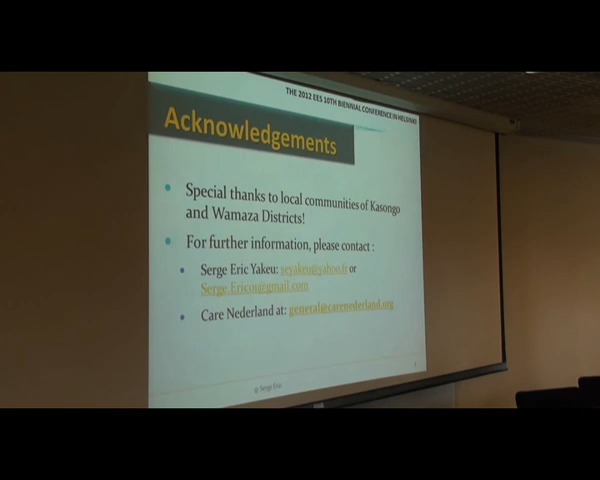 THE 2012 EES 10TH BIENNIAL CONFERENCE IN HELSINKI
Acknowledgements
Special thanks to local communities of Kasongo
and Wamaza Districts!
For further information, please contact :
Serge Eric Yakeu: seyakeu@yahoo.fr or
Serge.Eric01@gmail.com
Care Nederland at: general@carenederland.org
© Serge Eric